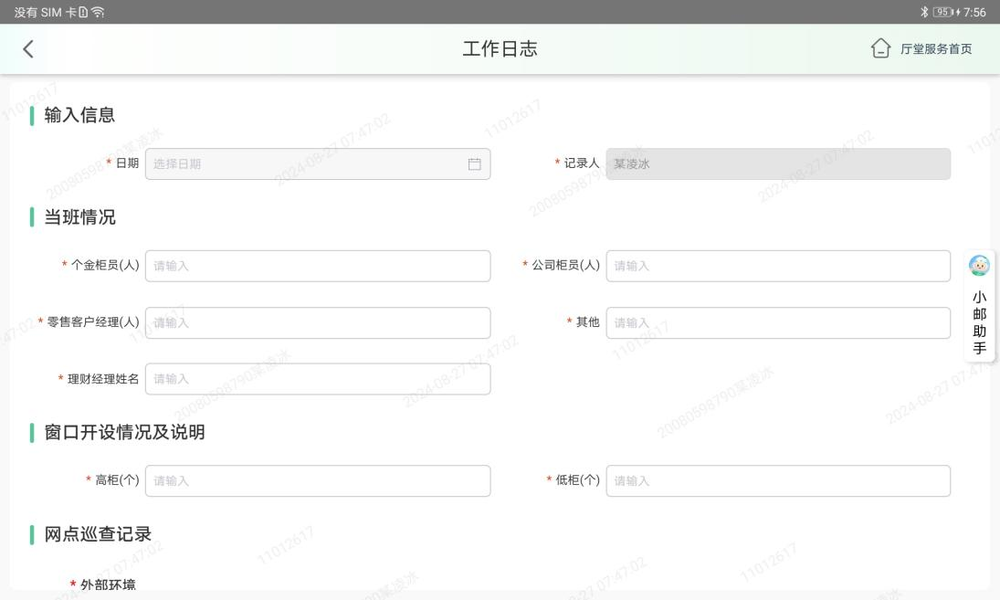 没有 SIM 卡
95
7:56
工作日志
厅堂服务首页
输入信息
* 日期 选择日期
* 记录人 某凌冰
当班情况
* 个金柜员(人) 请输入
* 公司柜员(人) 请输入
* 零售客户经理(人) 请输入
* 其他 请输入
* 理财经理姓名 请输入
窗口开设情况及说明
* 高柜(个) 请输入
* 低柜(个) 请输入
网点巡查记录
* 外部环境
小邮助手
11012617
20080598790某凌冰
2024-08-27 07:47:02